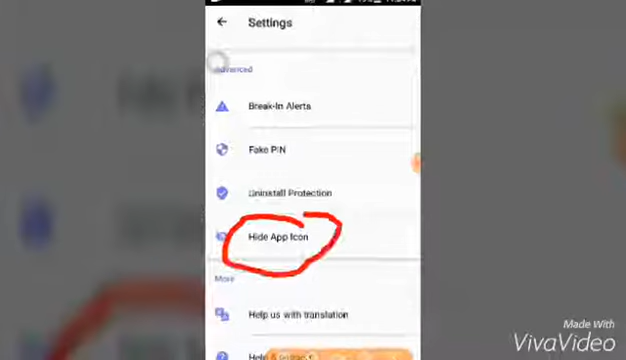 Settings
Advanced
Break-In Alerts
Fake PIN
Uninstall Protection
Hide App Icon
More
Help us with translation
Help &
Made With
VivaVideo